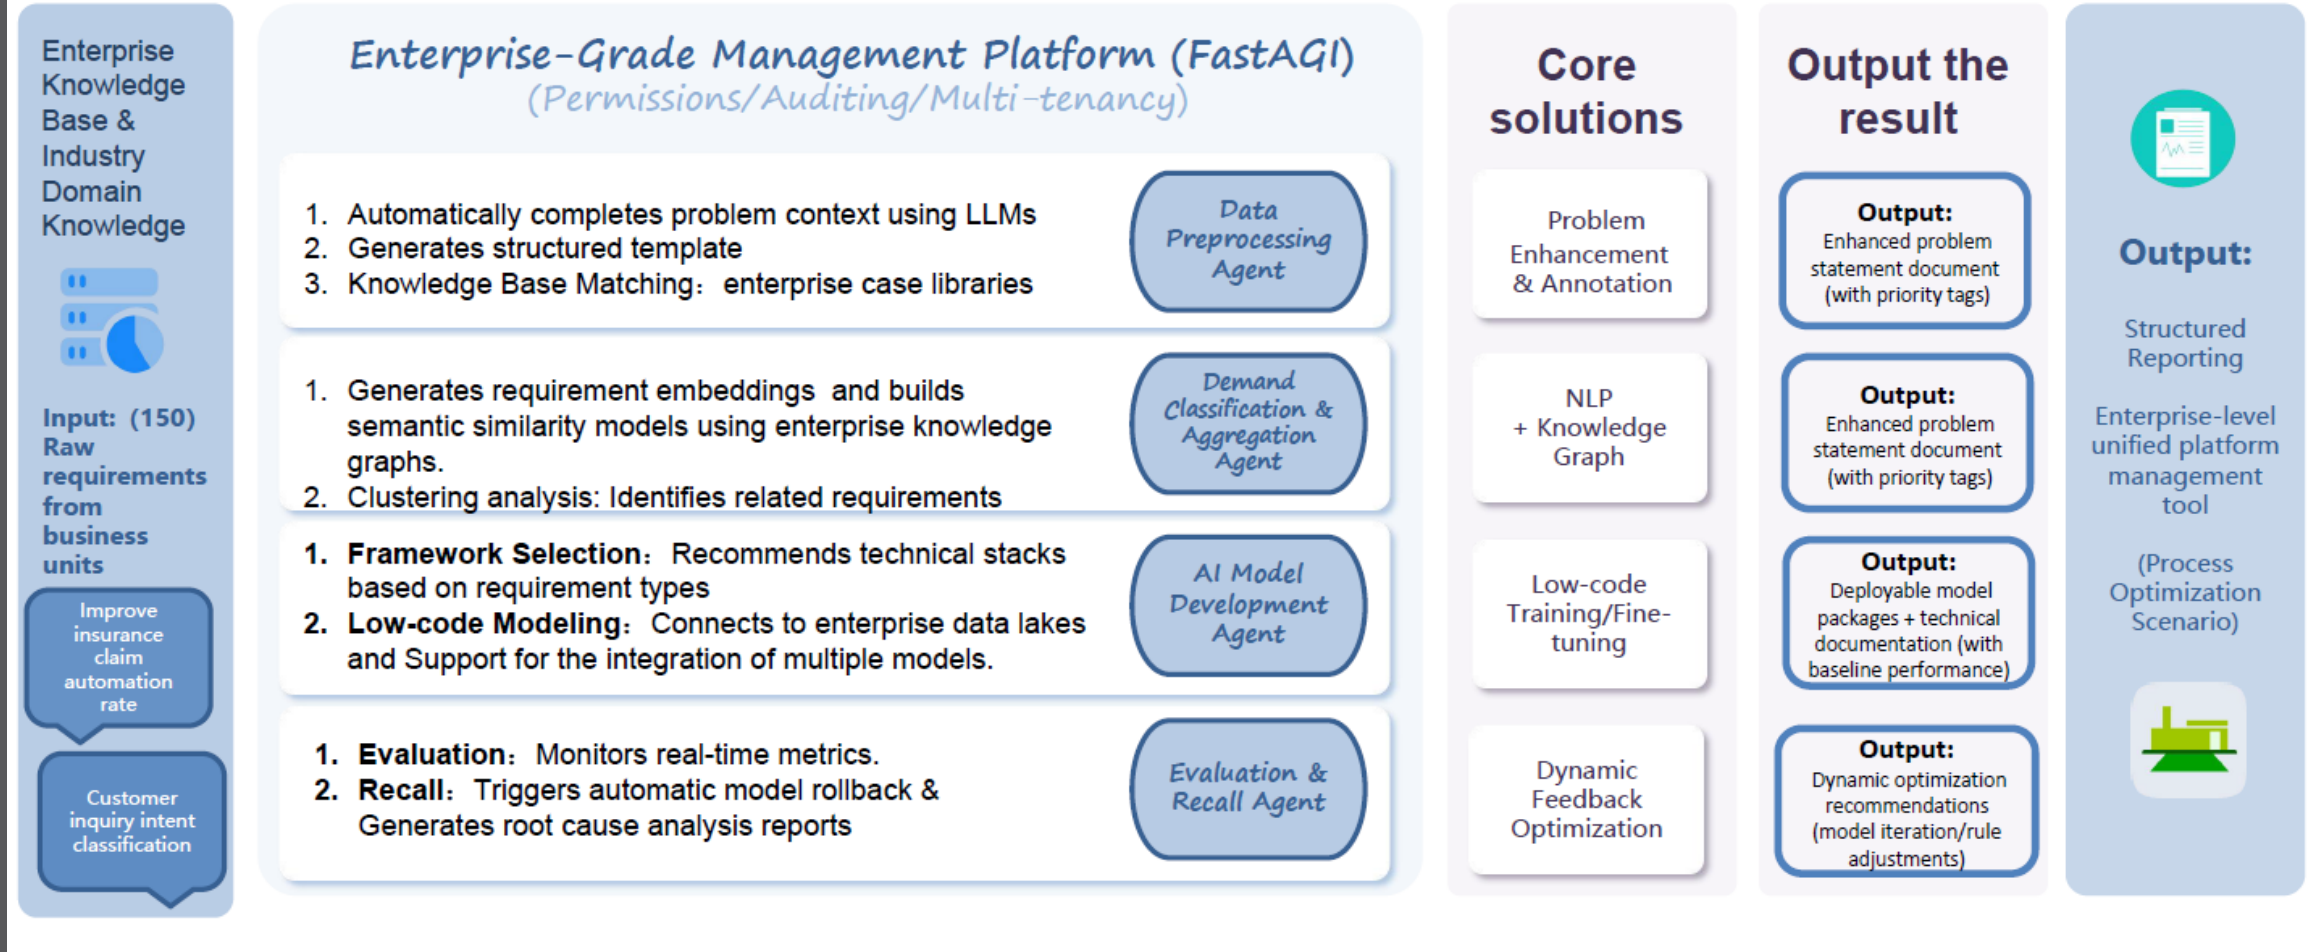 Enterprise
Knowledge
Base &
Industry
Domain
Knowledge
Input: (150)
Raw
requirements
from
business
units
Improve
insurance
claim
automation
rate
Customer
inquiry intent
classification
Enterprise-Grade Management Platform (FastAGI)
(Permissions/Auditing/Multi-tenancy)
1. Automatically completes problem context using LLMs
2. Generates structured template
3. Knowledge Base Matching：enterprise case libraries
Data
Preprocessing
Agent
1. Generates requirement embeddings and builds
semantic similarity models using enterprise knowledge
graphs.
2. Clustering analysis: Identifies related requirements
Demand
Classification &
Aggregation
Agent
1. Framework Selection：Recommends technical stacks
based on requirement types
2. Low-code Modeling：Connects to enterprise data lakes
and Support for the integration of multiple models.
AI Model
Development
Agent
1. Evaluation：Monitors real-time metrics.
2. Recall：Triggers automatic model rollback &
Generates root cause analysis reports
Evaluation &
Recall Agent
Core
solutions
Problem
Enhancement
& Annotation
NLP
+ Knowledge
Graph
Low-code
Training/Fine-
tuning
Dynamic
Feedback
Optimization
Output the
result
Output:
Enhanced problem
statement document
(with priority tags)
Output:
Enhanced problem
statement document
(with priority tags)
Output:
Deployable model
packages + technical
documentation (with
baseline performance)
Output:
Dynamic optimization
recommendations
(model iteration/rule
adjustments)
Output:
Structured
Reporting
Enterprise-level
unified platform
management
tool
(Process
Optimization
Scenario)